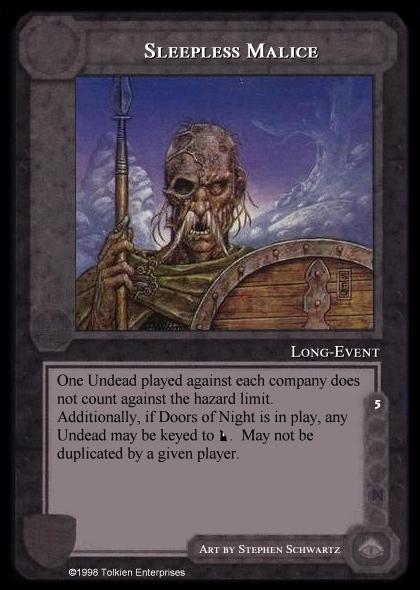 Sleepless Malice
Long-Event
One Undead played against each company does
not count against the hazard limit.
Additionally, if Doors of Night is in play, any
Undead may be keyed to . May not be
duplicated by a given player.
5
Art by Stephen Schwartz
©1998 Tolkien Enterprises